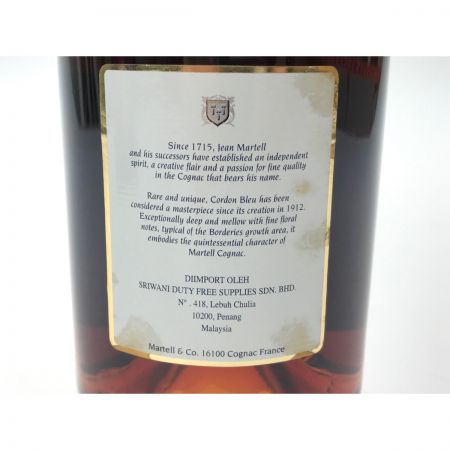 Since 1715, Jean Martell
and his successors have established an independent
spirit, a creative flair and a passion for fine quality
in the Cognac that bears his name.
Rare and unique, Cordon Bleu has been
considered a masterpiece since its creation in 1912.
Exceptionally deep and mellow with fine floral
notes, typical of the Borderies growth area, it
embodies the quintessential character of
Martell Cognac.
DIIMPORT OLEH
SRIWANI DUTY FREE SUPPLIES SDN. BHD.
N° . 418, Lebuh Chulia
10200, Penang
Malaysia
Martell & Co. 16100 Cognac France